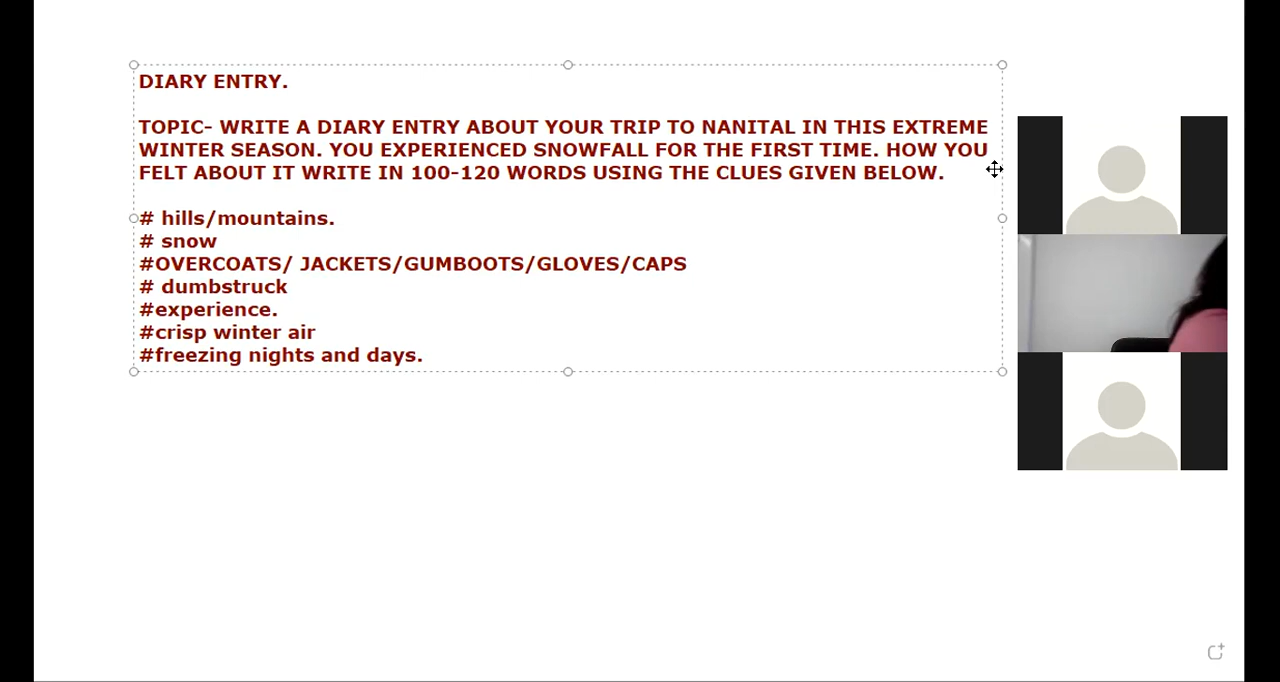 DIARY ENTRY.
TOPIC- WRITE A DIARY ENTRY ABOUT YOUR TRIP TO NANITAL IN THIS EXTREME
WINTER SEASON. YOU EXPERIENCED SNOWFALL FOR THE FIRST TIME. HOW YOU
FELT ABOUT IT WRITE IN 100-120 WORDS USING THE CLUES GIVEN BELOW.
# hills/mountains.
# snow
#OVERCOATS/ JACKETS/GUMBOOTS/GLOVES/CAPS
# dumbstruck
#experience.
#crisp winter air
#freezing nights and days.